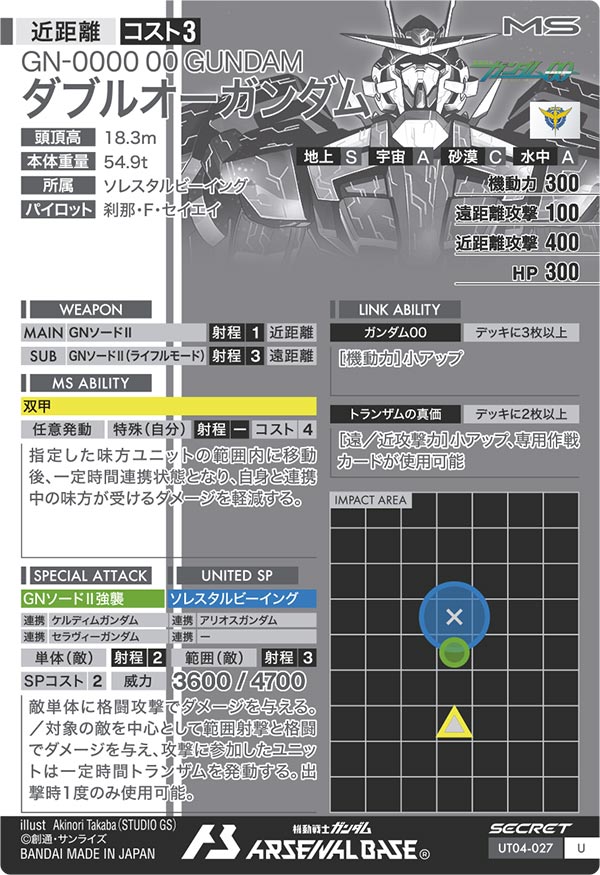 近距離 コスト3
MS
GN-0000 00 GUNDAM
ダブルオーガンダム
ガンダム00
頭頂高 18.3m
本体重量 54.9t
所属 ソレスタルビーイング
パイロット 刹那・F・セイエイ
地上 S 宇宙 A 砂漠 C 水中 A
機動力 300
遠距離攻撃 100
近距離攻撃 400
HP 300
WEAPON
MAIN GNソードⅡ 射程 1 近距離
SUB GNソードⅡ(ライフルモード) 射程 3 遠距離
MS ABILITY
双甲
任意発動 特殊(自分) 射程 ー コスト 4
指定した味方ユニットの範囲内に移動
後、一定時間連携状態となり、自身と連携
中の味方が受けるダメージを軽減する。
LINK ABILITY
ガンダム00 デッキに3枚以上
[機動力]小アップ
トランザムの真価 デッキに2枚以上
[遠/近攻撃力]小アップ、専用作戦
カードが使用可能
IMPACT AREA
SPECIAL ATTACK UNITED SP
GNソードⅡ強襲 ソレスタルビーイング
連携 ケルディムガンダム 連携 アリオスガンダム
連携 セラヴィーガンダム 連携 ー
単体(敵) 射程 2 範囲(敵) 射程 3
SPコスト 2 威力 3600 / 4700
敵単体に格闘攻撃でダメージを与える。
/対象の敵を中心として範囲射撃と格闘
でダメージを与え、攻撃に参加したユニッ
トは一定時間トランザムを発動する。出
撃時1度のみ使用可能。
illust Akinori Takaba(STUDIO GS)
©創通・サンライズ
BANDAI MADE IN JAPAN
機動戦士ガンダム
ARSENAL BASE®
SECRET
UT04-027 U